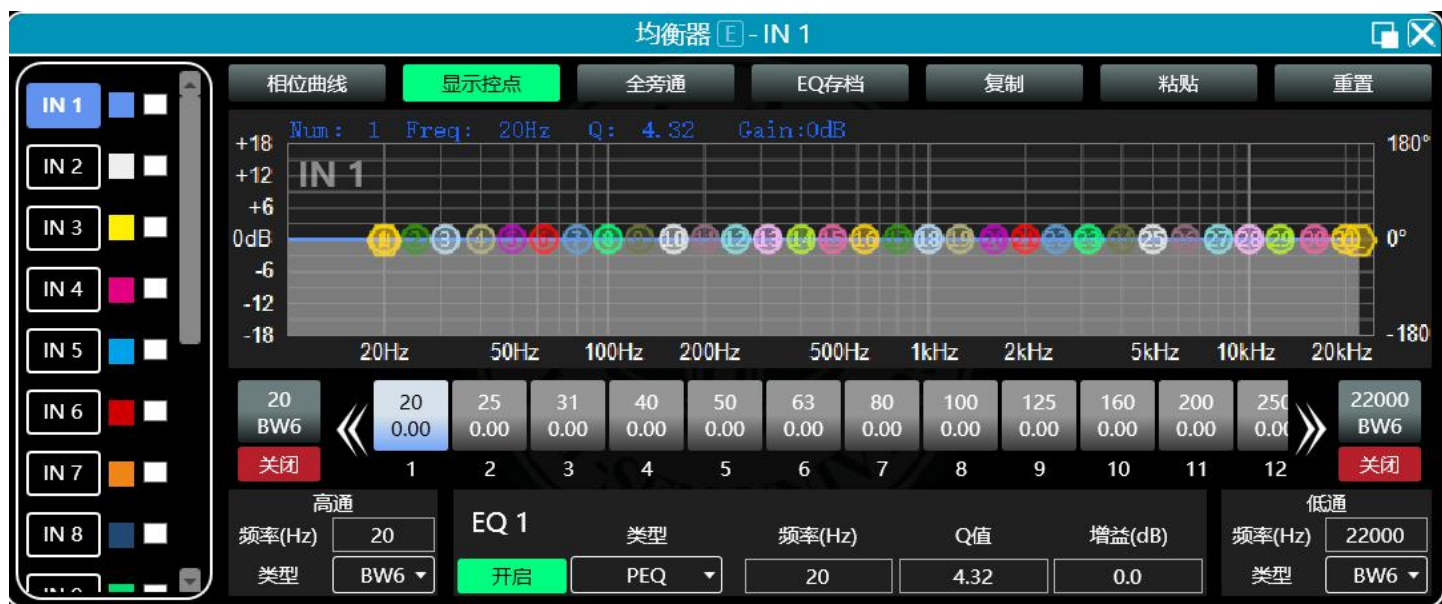 均衡器 E - IN 1
相位曲线 显示控点 全旁通 EQ存档 复制 粘贴 重置
IN 1
IN 2
IN 3
IN 4
IN 5
IN 6
IN 7
IN 8
Num: 1 Freq: 20Hz Q: 4.32 Gain:0dB
IN 1
+18
+12
+6
0dB
-6
-12
-18
180°
0°
-180
20Hz 50Hz 100Hz 200Hz 500Hz 1kHz 2kHz 5kHz 10kHz 20kHz
20
BW6
关闭
20 25 31 40 50 63 80 100 125 160 200 250
0.00 0.00 0.00 0.00 0.00 0.00 0.00 0.00 0.00 0.00 0.00 0.00
1 2 3 4 5 6 7 8 9 10 11 12
22000
BW6
关闭
高通
频率(Hz) 20
类型 BW6
EQ 1 类型 频率(Hz) Q值 增益(dB)
开启 PEQ 20 4.32 0.0
低通
频率(Hz) 22000
类型 BW6